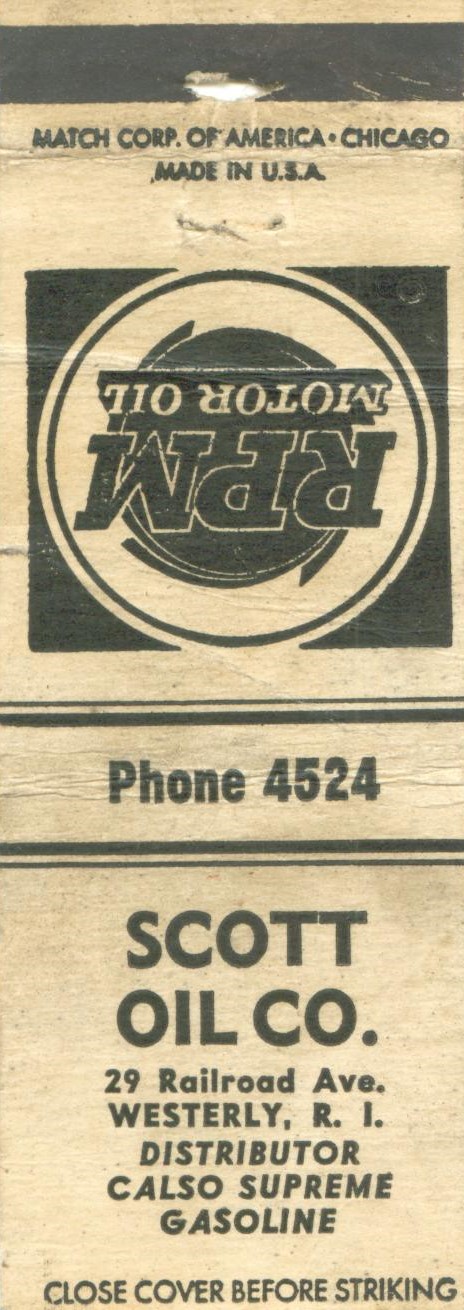 MATCH CORP. OF AMERICA • CHICAGO
MADE IN U.S.A.
RPM
MOTOR OIL
Phone 4524
SCOTT
OIL CO.
29 Railroad Ave.
WESTERLY, R. I.
DISTRIBUTOR
CALSO SUPREME
GASOLINE
CLOSE COVER BEFORE STRIKING